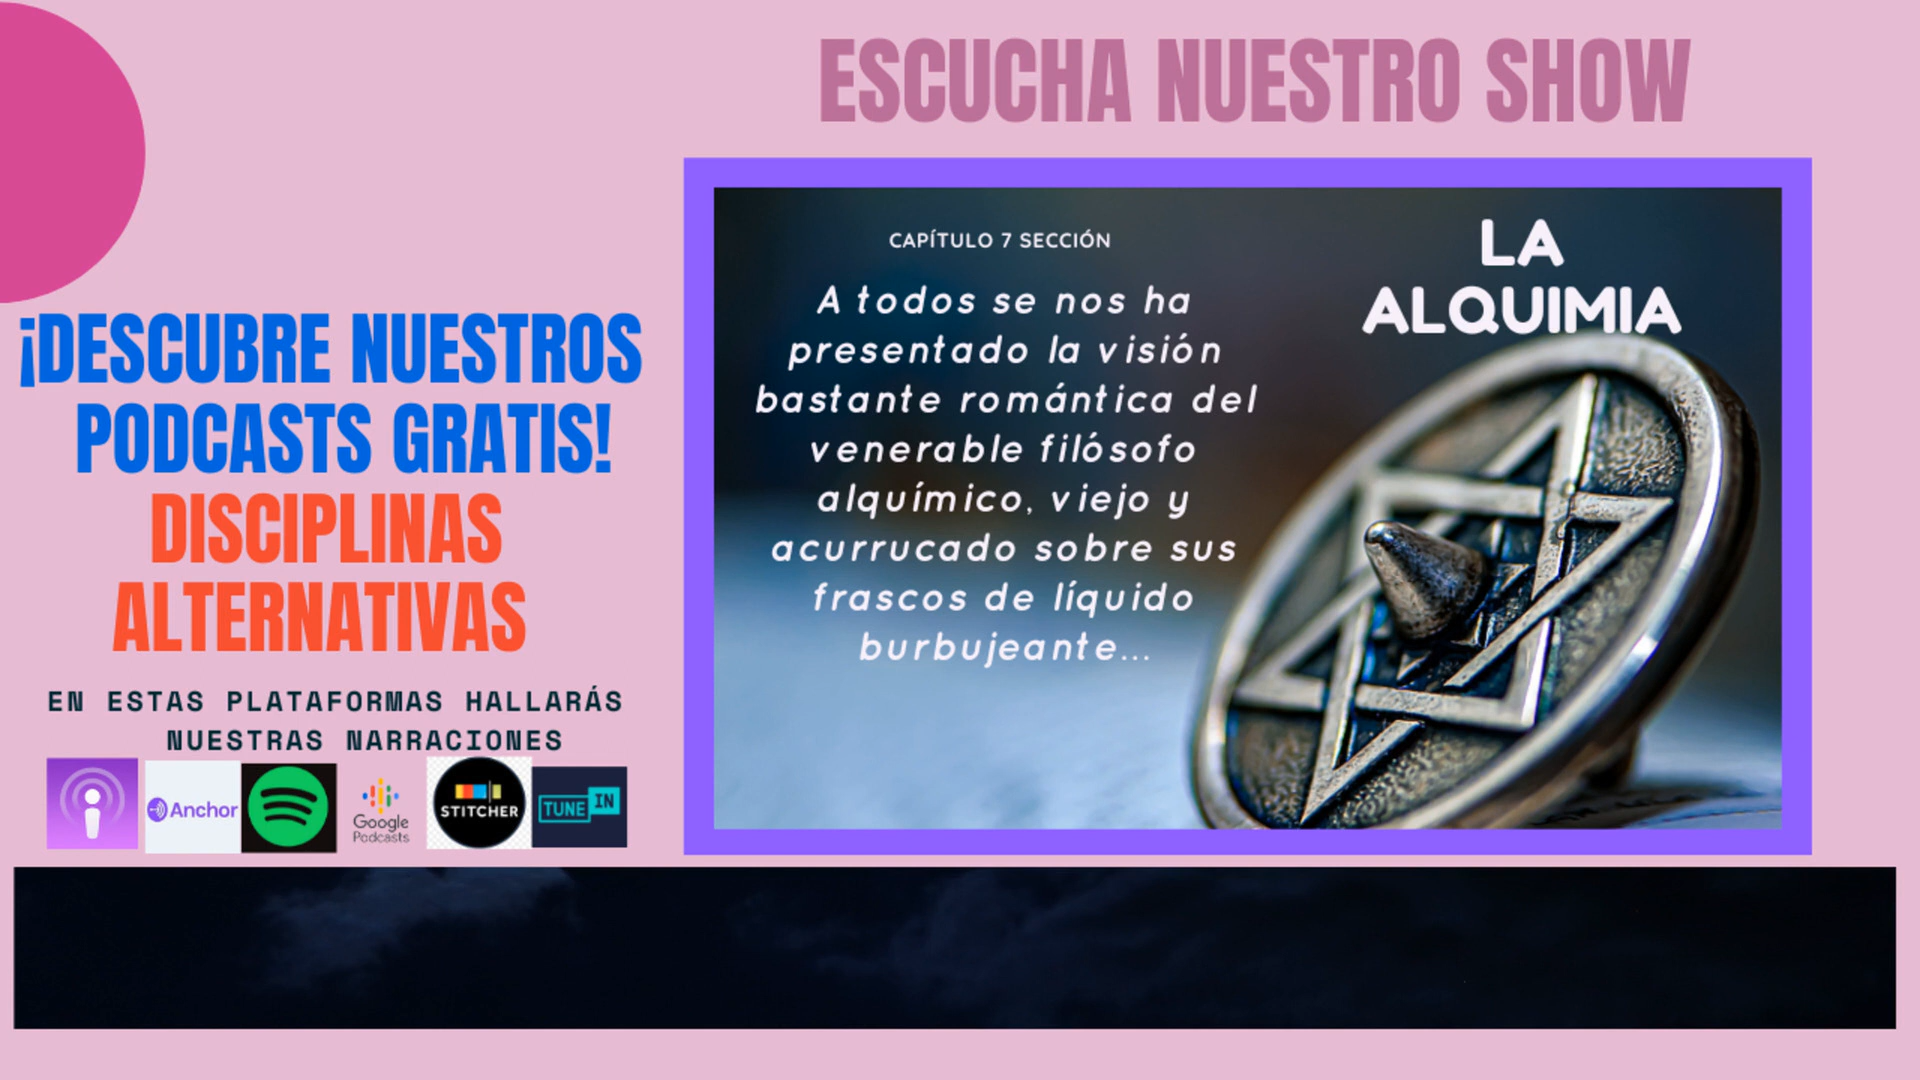 ESCUCHA NUESTRO SHOW
¡DESCUBRE NUESTROS
PODCASTS GRATIS!
DISCIPLINAS
ALTERNATIVAS
EN ESTAS PLATAFORMAS HALLARÁS
NUESTRAS NARRACIONES
Anchor
Google
Podcasts
STITCHER
TUNE IN
CAPÍTULO 7 SECCIÓN
A todos se nos ha
presentado la visión
bastante romántica del
venerable filósofo
alquímico, viejo y
acurrucado sobre sus
frascos de líquido
burbujeante...
LA
ALQUIMIA